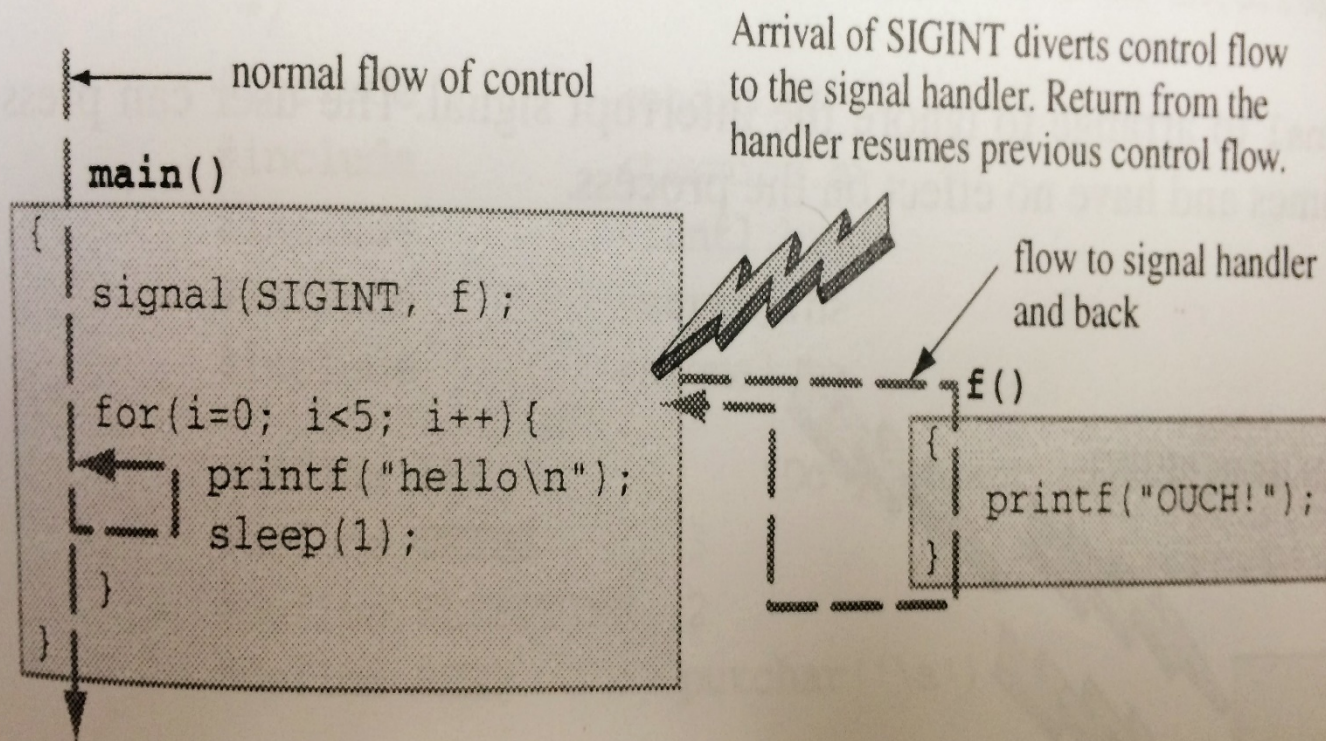 normal flow of control
Arrival of SIGINT diverts control flow
to the signal handler. Return from the
handler resumes previous control flow.
main()
{
signal(SIGINT, f);
for(i=0; i<5; i++){
printf("hello\n");
sleep(1);
}
}
flow to signal handler
and back
f()
{
printf("OUCH!");
}